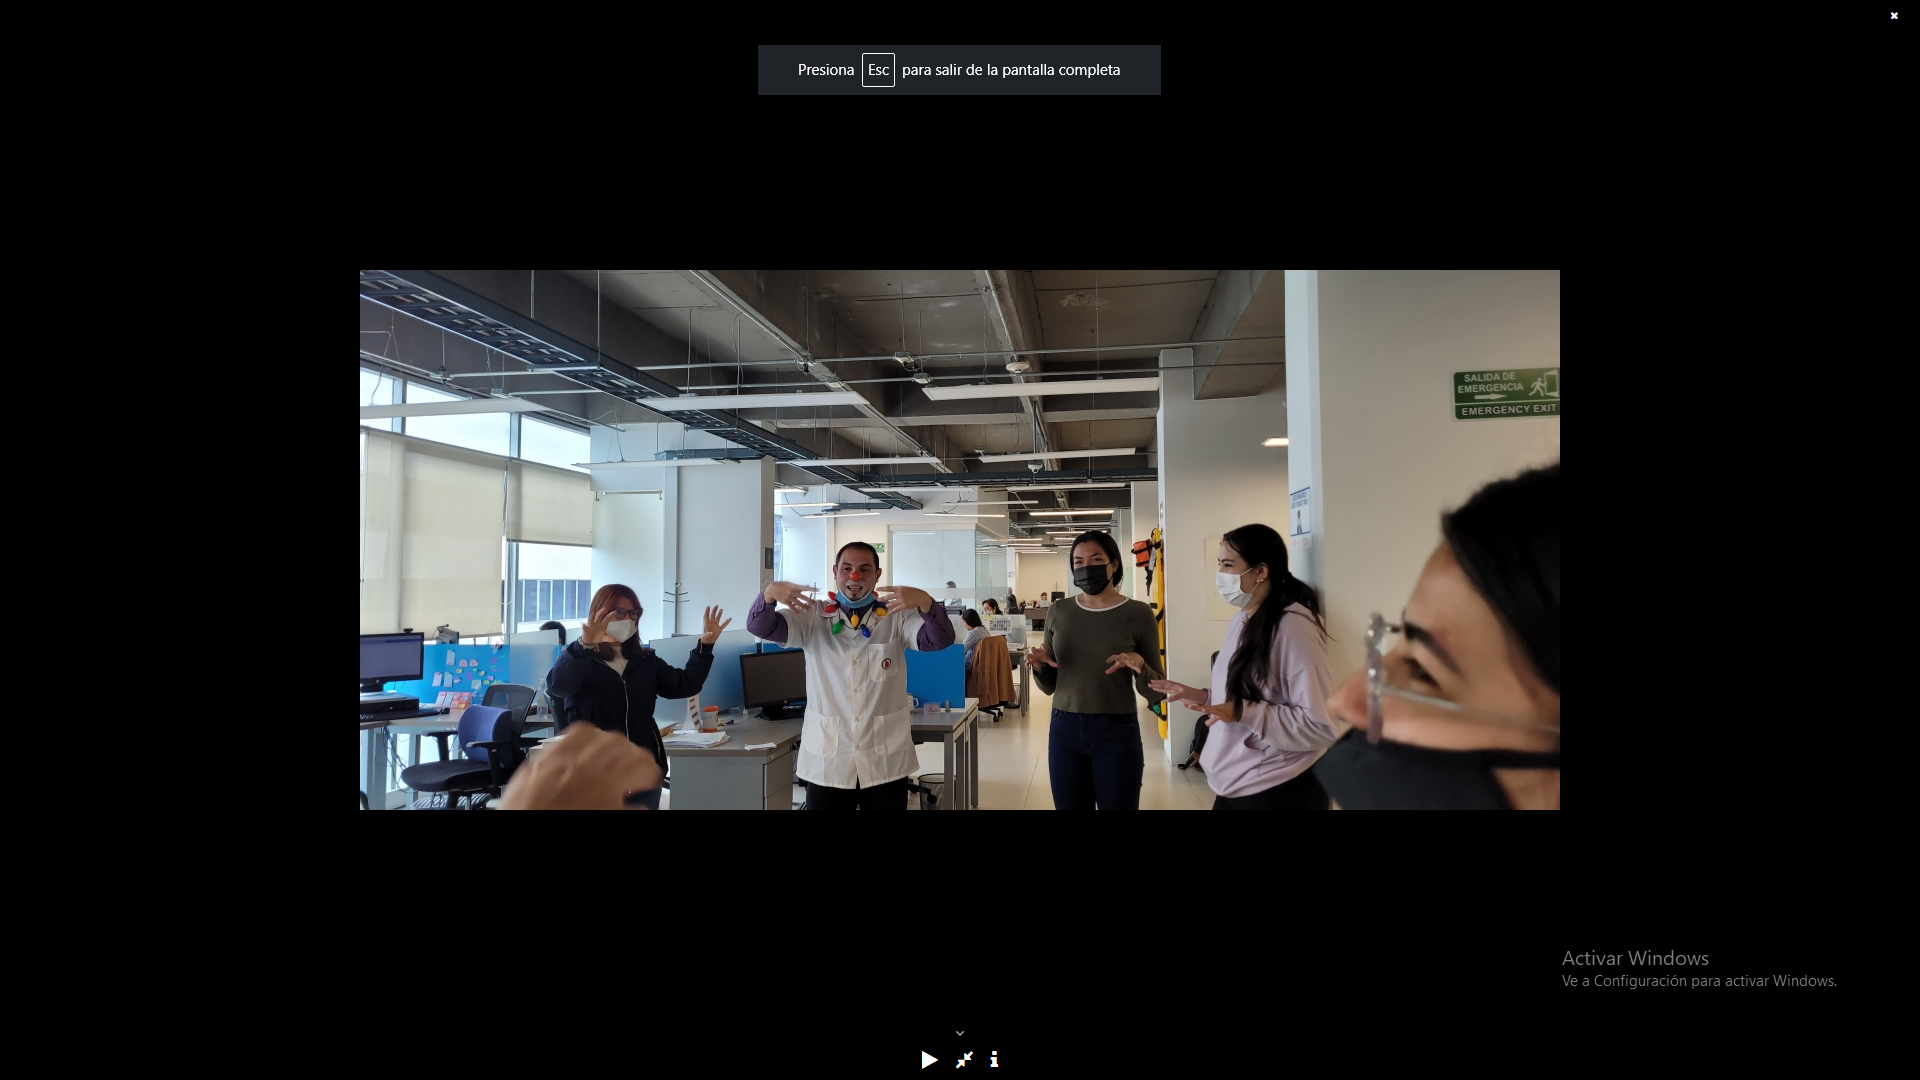 Presiona Esc para salir de la pantalla completa
SALIDA DE
EMERGENCIA
EMERGENCY EXIT
Activar Windows
Ve a Configuración para activar Windows.